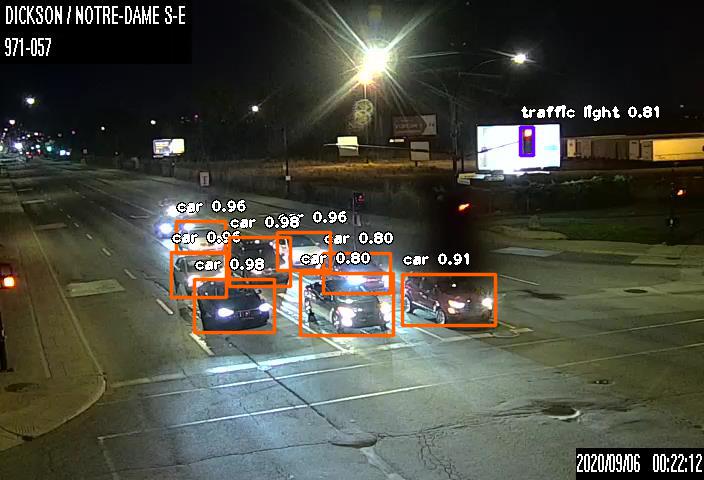 DICKSON / NOTRE-DAME S-E
971-057
traffic light 0.81
car 0.96
car 0.98
car 0.96
car 0.96
car 0.80
car 0.98
car 0.80
car 0.91
2020/09/06 00:22:12